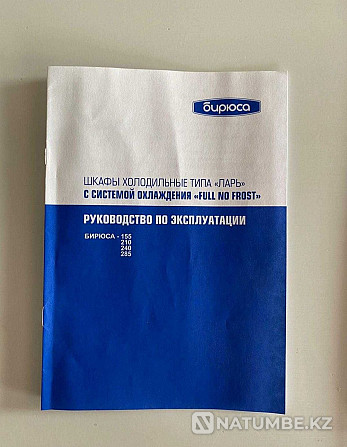 бирюса
ШКАФЫ ХОЛОДИЛЬНЫЕ ТИПА «ЛАРЬ»
С СИСТЕМОЙ ОХЛАЖДЕНИЯ «FULL NO FROST»
РУКОВОДСТВО ПО ЭКСПЛУАТАЦИИ
БИРЮСА - 155
210
240
285
NATUMBE.KZ